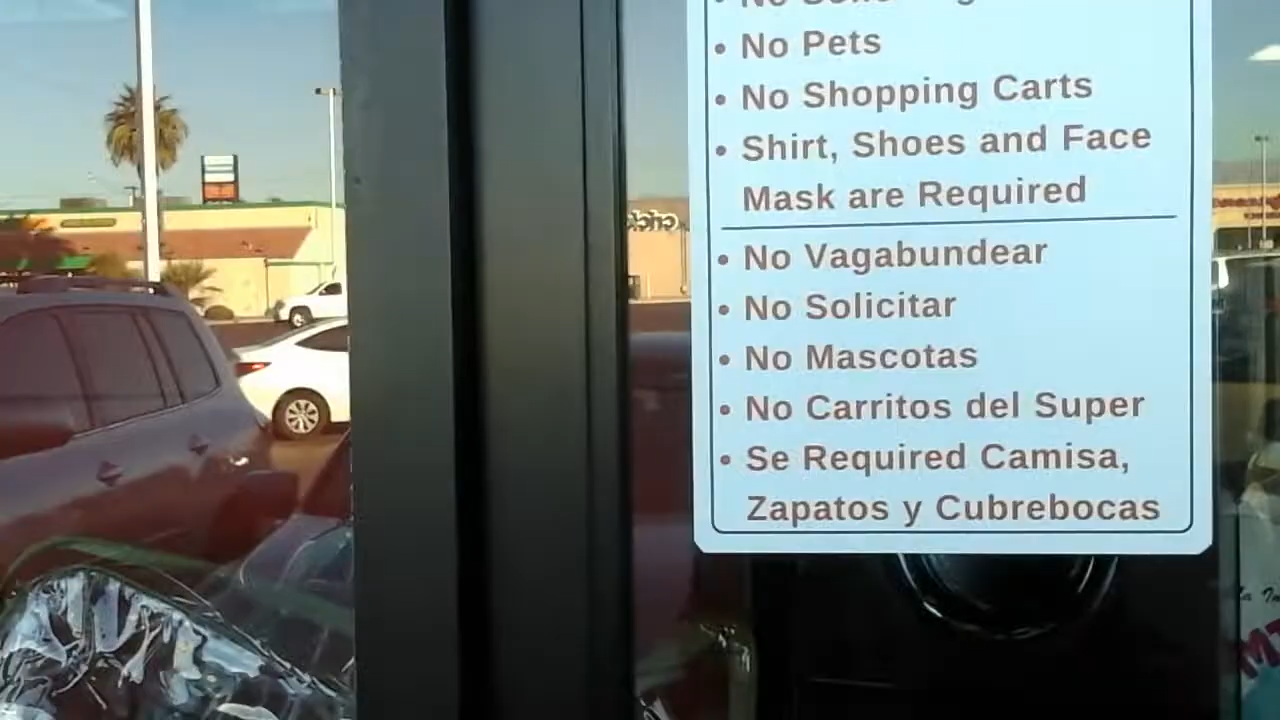 • No Pets
• No Shopping Carts
• Shirt, Shoes and Face
Mask are Required
• No Vagabundear
• No Solicitar
• No Mascotas
• No Carritos del Super
• Se Required Camisa,
Zapatos y Cubrebocas